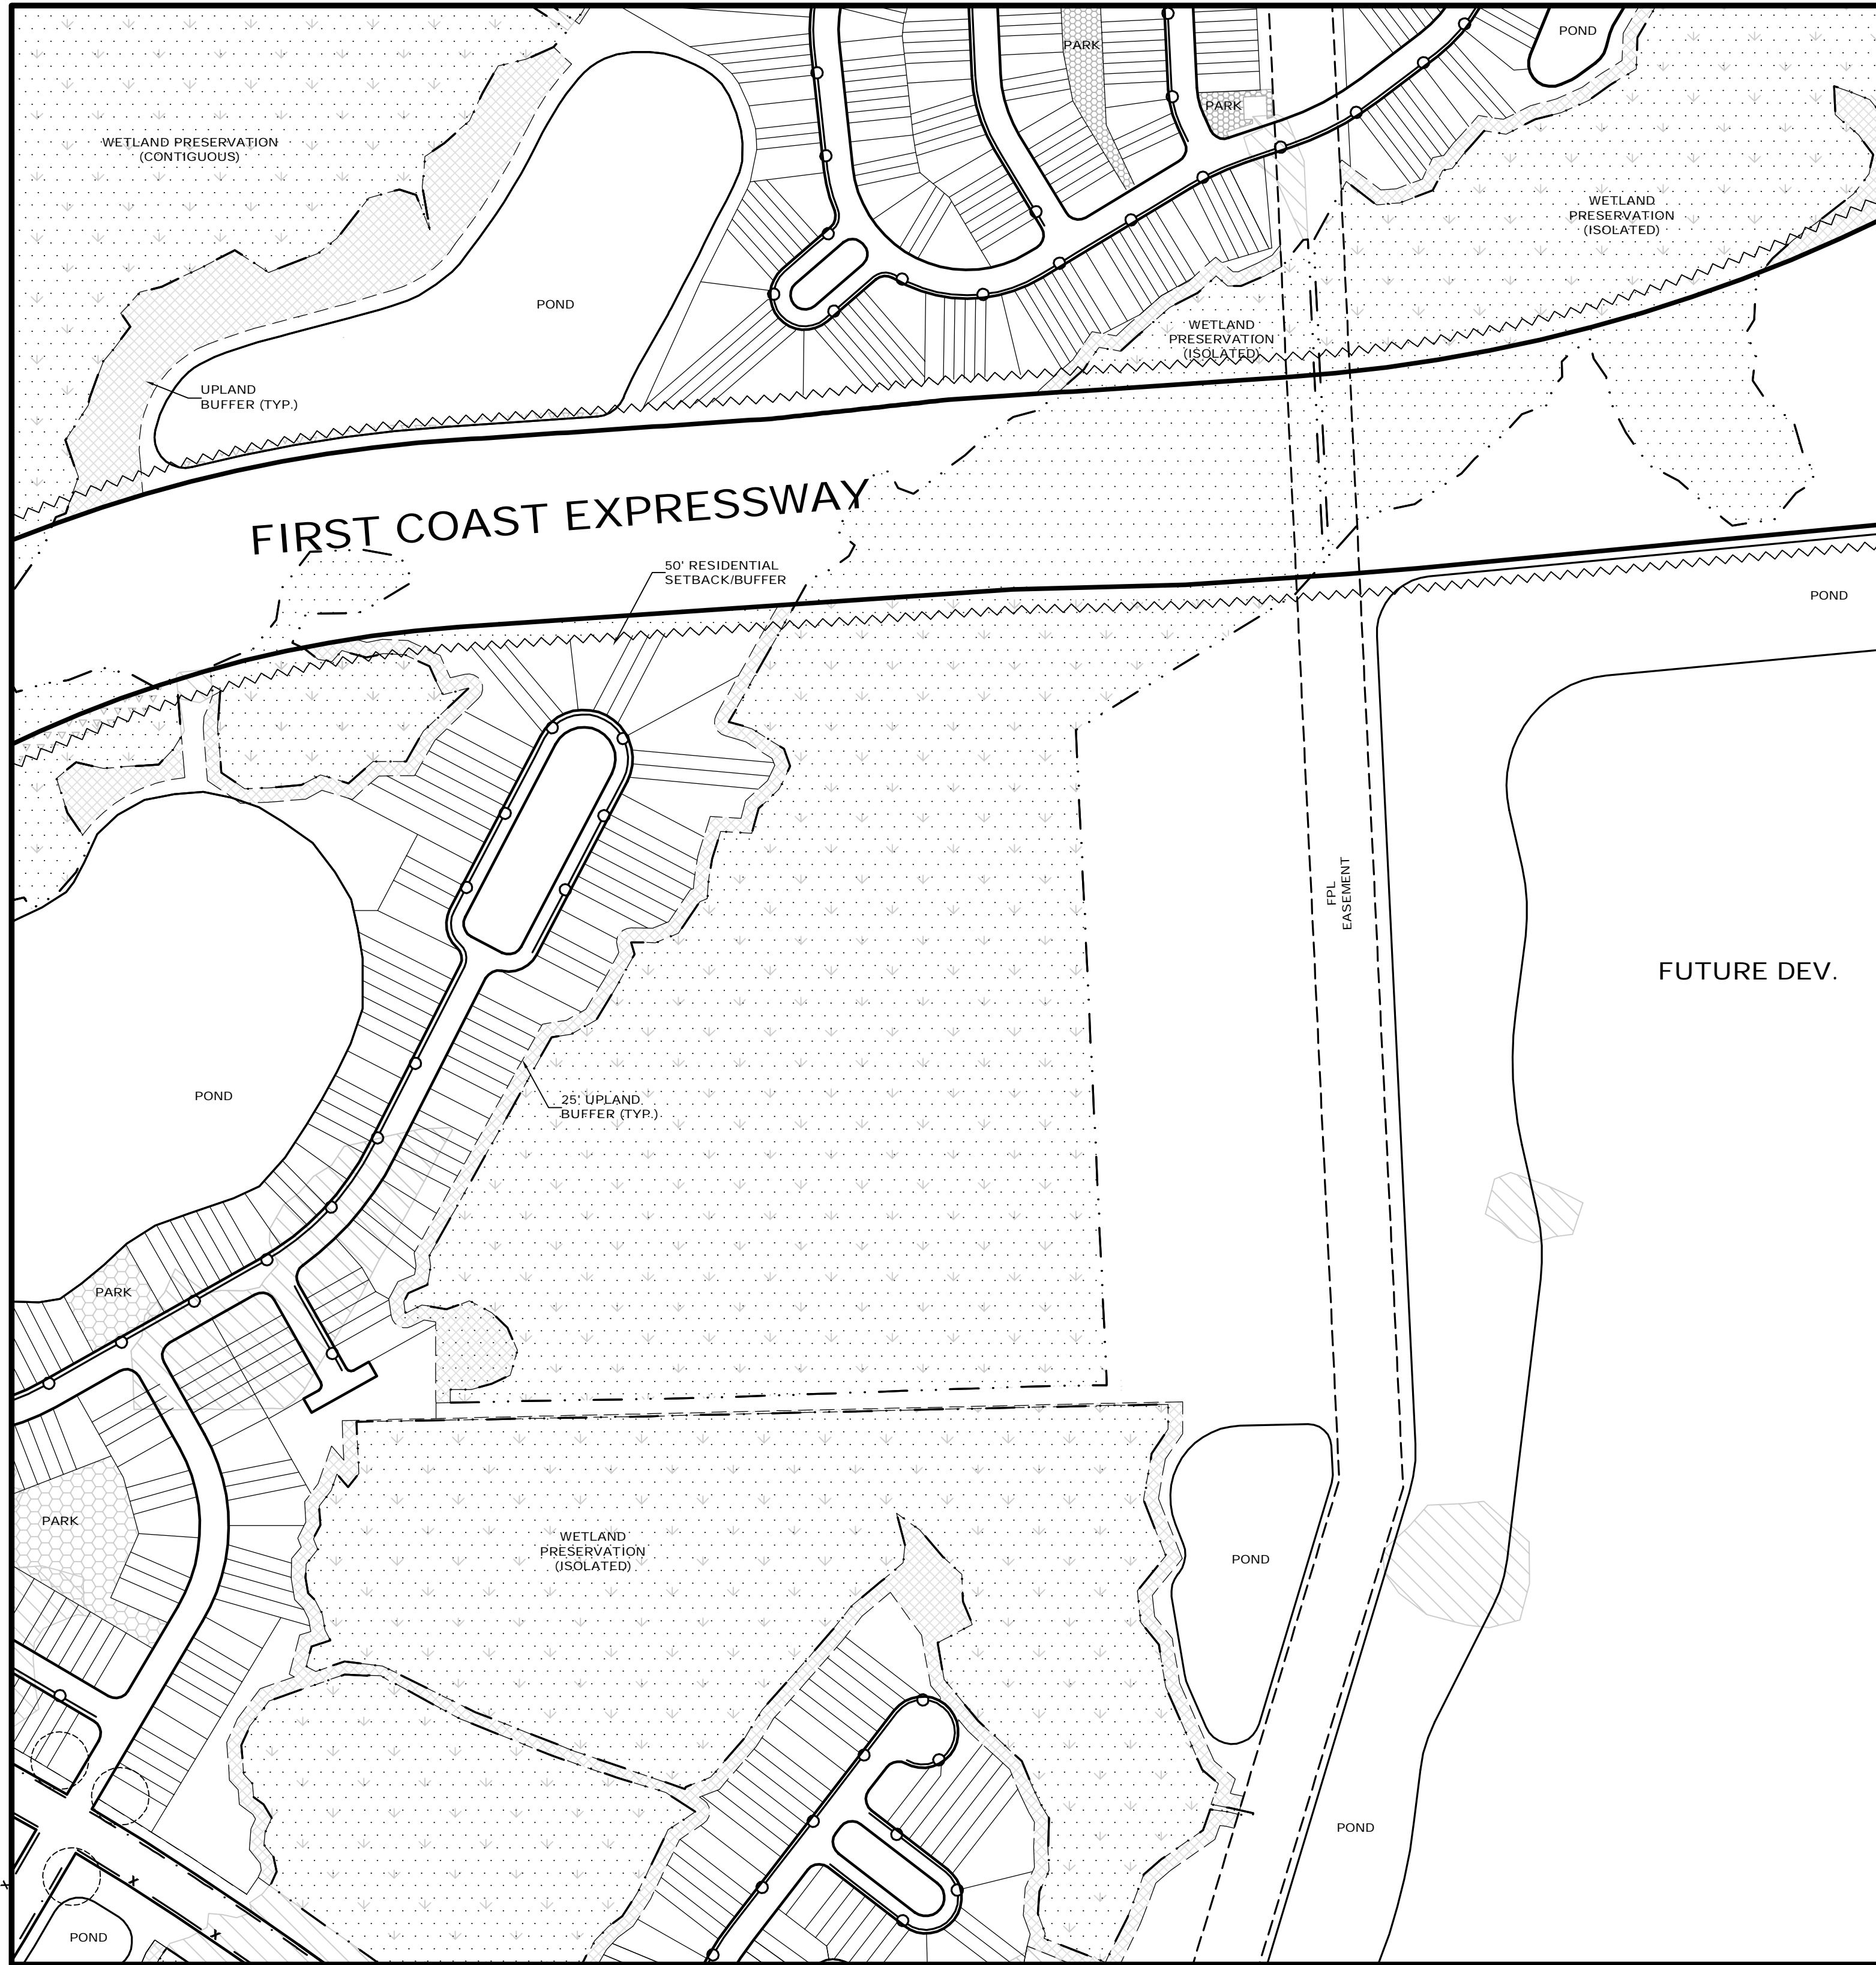 POND
PARK
PARK
WETLAND PRESERVATION
(CONTIGUOUS)
WETLAND
PRESERVATION
(ISOLATED)
POND
WETLAND
PRESERVATION
(ISOLATED)
UPLAND
BUFFER (TYP.)
FIRST COAST EXPRESSWAY
50' RESIDENTIAL
SETBACK/BUFFER
POND
FPL
EASEMENT
FUTURE DEV.
POND
25' UPLAND
BUFFER (TYP.)
PARK
PARK
WETLAND
PRESERVATION
(ISOLATED)
POND
POND
POND